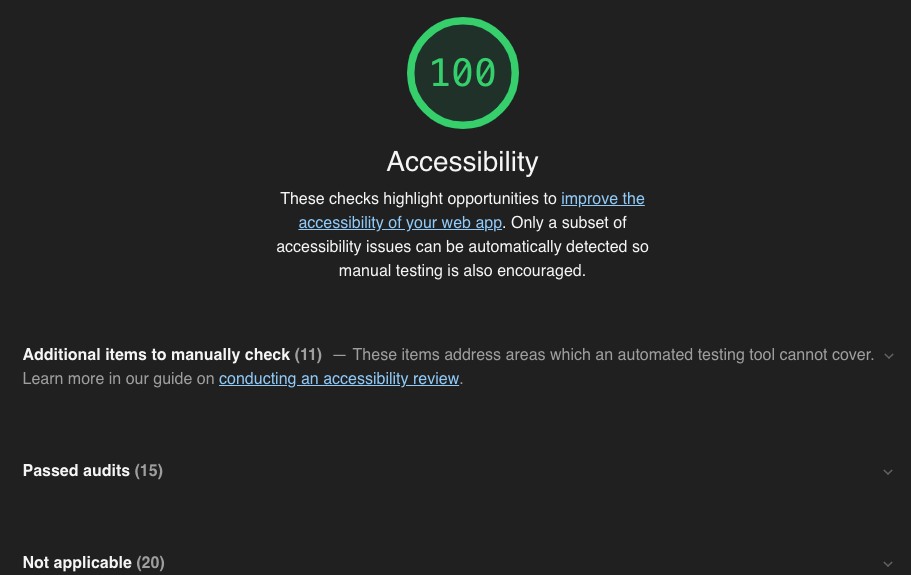 100
Accessibility
These checks highlight opportunities to improve the
accessibility of your web app. Only a subset of
accessibility issues can be automatically detected so
manual testing is also encouraged.
Additional items to manually check (11) — These items address areas which an automated testing tool cannot cover.
Learn more in our guide on conducting an accessibility review.
Passed audits (15)
Not applicable (20)